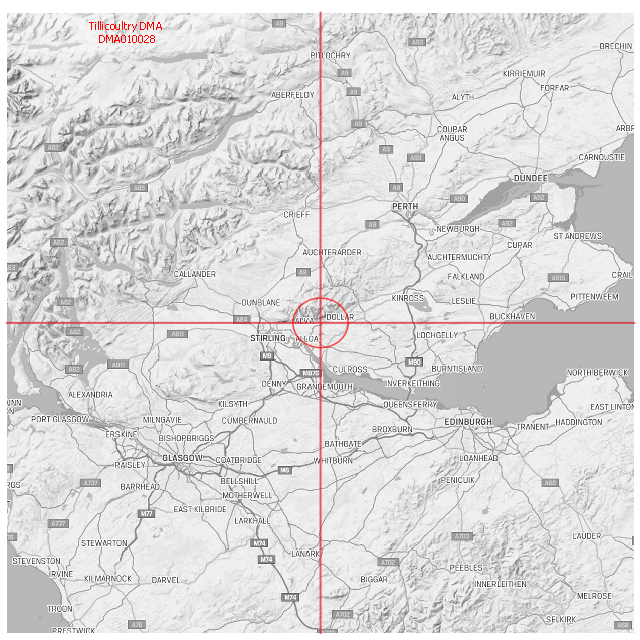 Tillicoultry DMA
DMA010028
A9
A93
BRECHIN
PITLOCHRY
A9
KIRRIEMUIR
FORFAR
A9
ABERFELDY
ALYTH
A9
COUPAR
ANGUS
A82
A9
A93
CARNOUSTIE
DUNDEE
A85
A9
A90
A92
PERTH
CRIEFF
A9
A92
NEWBURGH
ST ANDREWS
A82
CUPAR
AUCHTERARDER
AUCHTERMUCHTY
CALLANDER
A9
FALKLAND
A915
CRAIL
PITTENWEEM
KINROSS
LESLIE
A82
DUNBLANE
DOLLAR
BUCKHAVEN
A84
ALVA
A82
A811
STIRLING
ALLOA
LOCHGELLY
M9
M90
A811
A82
CULROSS
BURNTISLAND
M876
NORTH BERWICK
DENNY
GRANGEMOUTH
INVERKEITHING
ALEXANDRIA
KILSYTH
QUEENSFERRY
EAST LINTON
PORT GLASGOW
MILNGAVIE
CUMBERNAULD
EDINBURGH
HADDINGTON
TRANENT
ERSKINE
BISHOPBRIGGS
BROXBURN
BATHGATE
GLASGOW
COATBRIDGE
WHITBURN
LOANHEAD
PAISLEY
M8
A737
BELLSHILL
PENICUIK
A68
BARRHEAD
MOTHERWELL
M77
EAST KILBRIDE
A737
LARKHALL
A703
LAUDER
STEWARTON
M74
LANARK
STEVENSTON
M74
A702
PEEBLES
IRVINE
KILMARNOCK
DARVEL
BIGGAR
INNERLEITHEN
M74
MELROSE
TROON
A702
SELKIRK
A76
A68
PRESTWICK